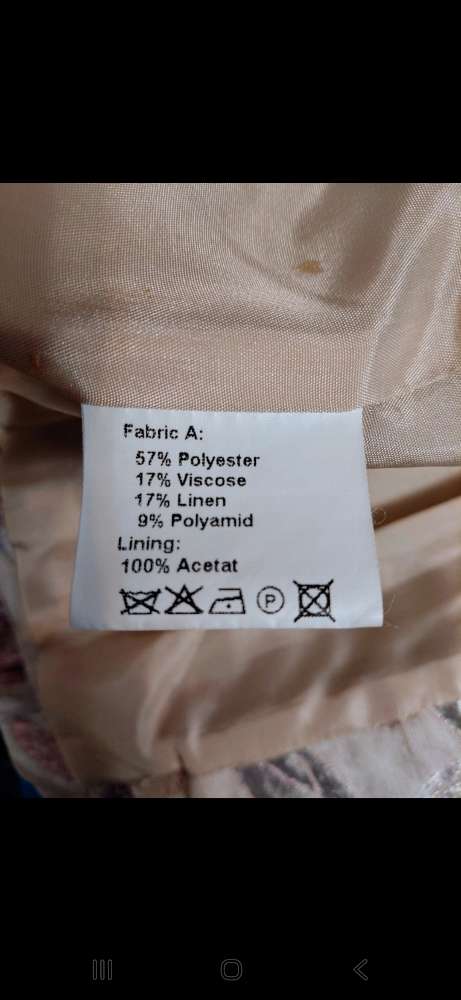 Fabric A:
57% Polyester
17% Viscose
17% Linen
9% Polyamid
Lining:
100% Acetat
P